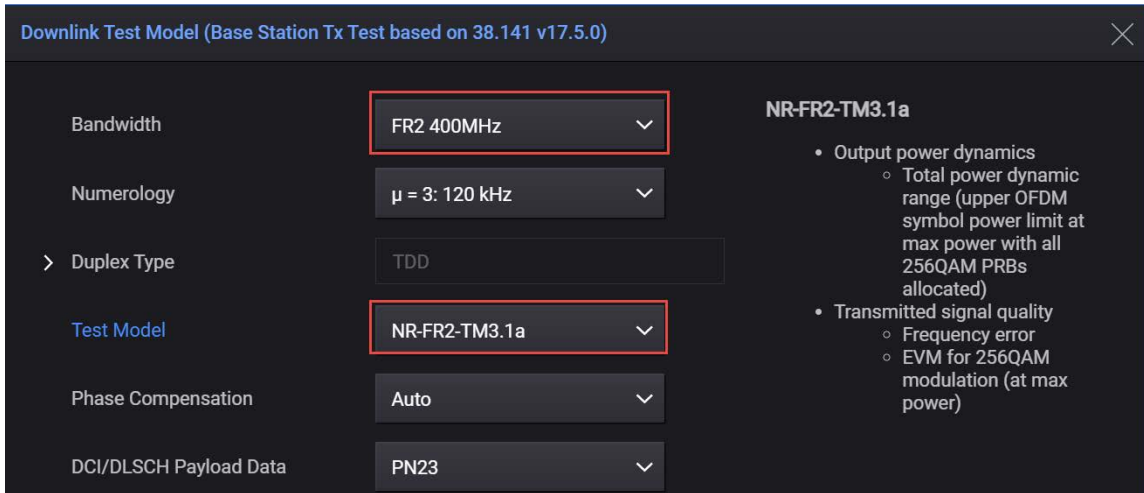 Downlink Test Model (Base Station Tx Test based on 38.141 v17.5.0)
Bandwidth
FR2 400MHz
Numerology
μ = 3: 120 kHz
Duplex Type
TDD
Test Model
NR-FR2-TM3.1a
Phase Compensation
Auto
DCI/DLSCH Payload Data
PN23
NR-FR2-TM3.1a
• Output power dynamics
◦ Total power dynamic
range (upper OFDM
symbol power limit at
max power with all
256QAM PRBs
allocated)
• Transmitted signal quality
◦ Frequency error
◦ EVM for 256QAM
modulation (at max
power)